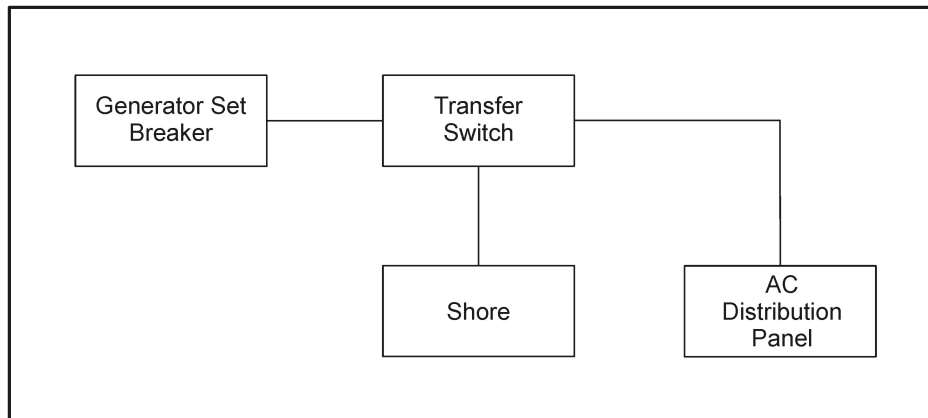 Generator Set
Breaker
Transfer
Switch
Shore
AC
Distribution
Panel